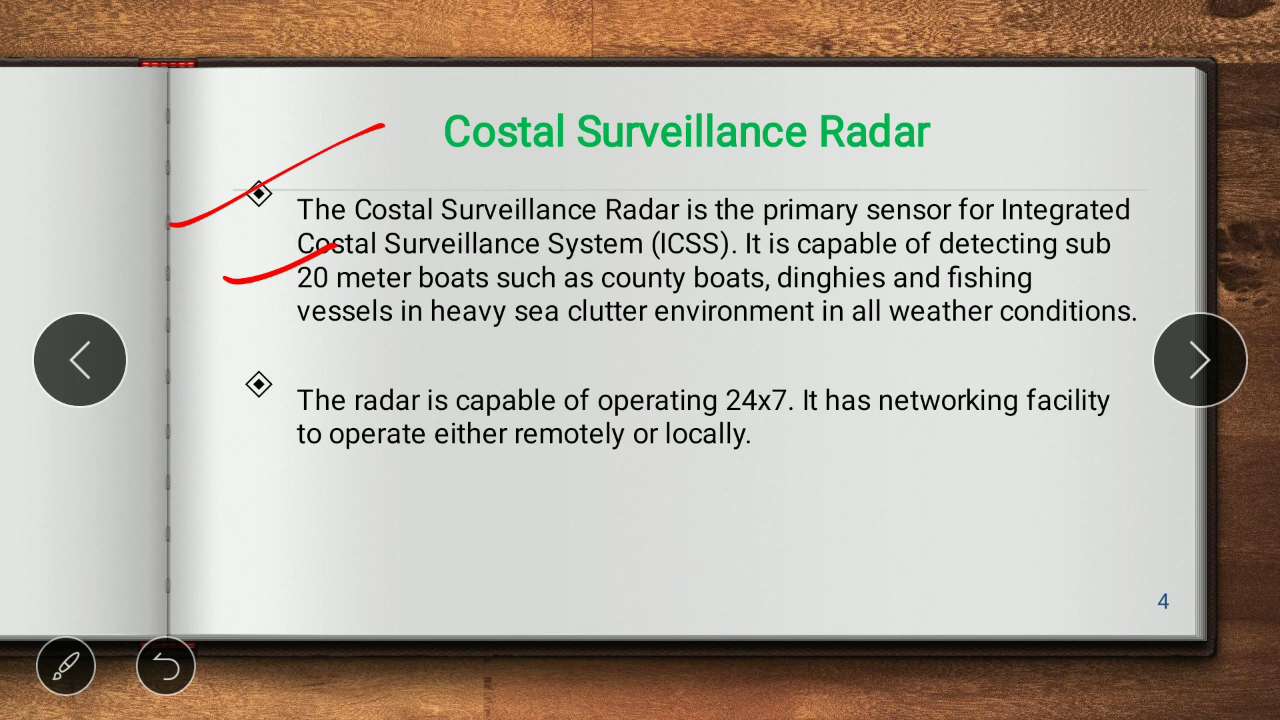 Costal Surveillance Radar
The Costal Surveillance Radar is the primary sensor for Integrated
Costal Surveillance System (ICSS). It is capable of detecting sub
20 meter boats such as county boats, dinghies and fishing
vessels in heavy sea clutter environment in all weather conditions.
The radar is capable of operating 24x7. It has networking facility
to operate either remotely or locally.
4